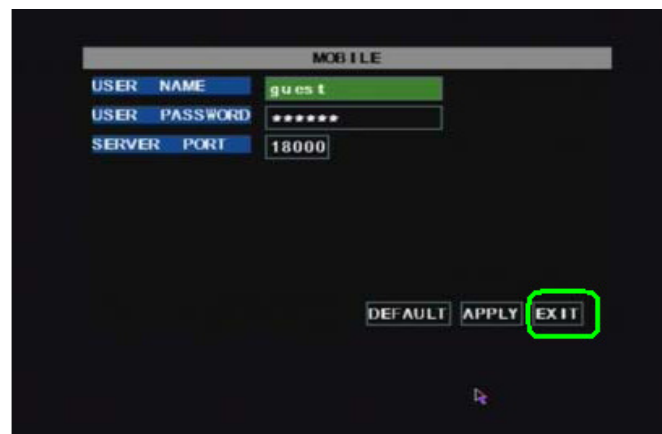 MOBILE
USER NAME guest
USER PASSWORD ******
SERVER PORT 18000
DEFAULT APPLY EXIT